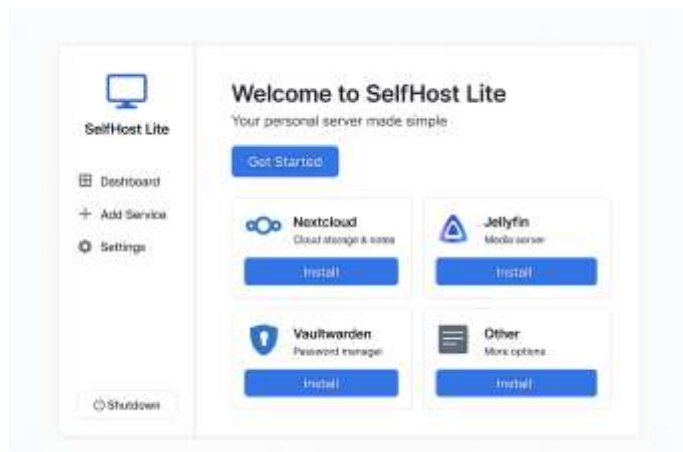 SelfHost Lite
Dashboard
Add Service
Settings
Shutdown
Welcome to SelfHost Lite
Your personal server made simple
Get Started
Nextcloud
Cloud storage & notes
Install
Jellyfin
Media server
Install
Vaultwarden
Password manager
Install
Other
More options
Install